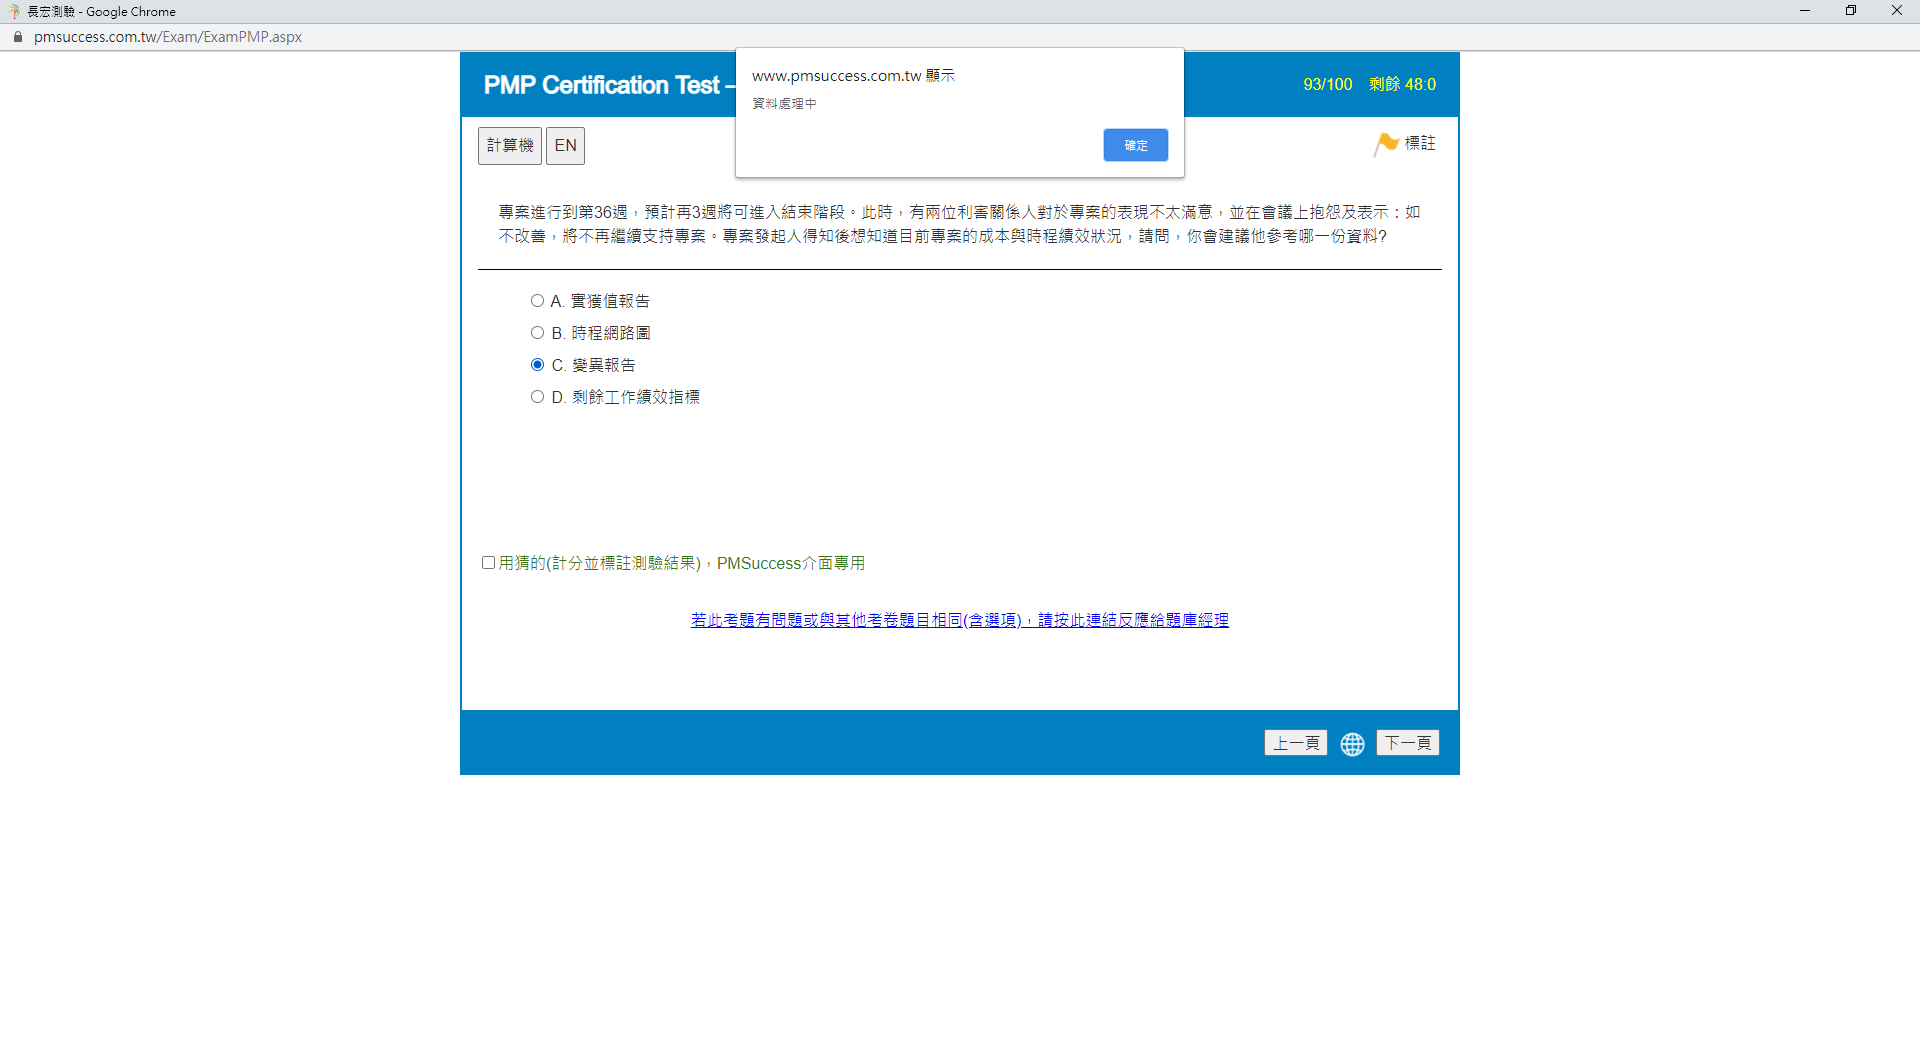 長宏測驗 - Google Chrome
pmsuccess.com.tw/Exam/ExamPMP.aspx
www.pmsuccess.com.tw 顯示
資料處理中
確定
PMP Certification Test –
93/100 剩餘 48:0
計算機 EN
標註
專案進行到第36週，預計再3週將可進入結束階段。此時，有兩位利害關係人對於專案的表現不太滿意，並在會議上抱怨及表示：如
不改善，將不再繼續支持專案。專案發起人得知後想知道目前專案的成本與時程績效狀況，請問，你會建議他參考哪一份資料?
A. 實獲值報告
B. 時程網路圖
C. 變異報告
D. 剩餘工作績效指標
用猜的(計分並標註測驗結果)，PMSuccess介面專用
若此考題有問題或與其他考卷題目相同(含選項)，請按此連結反應給題庫經理
上一頁 下一頁